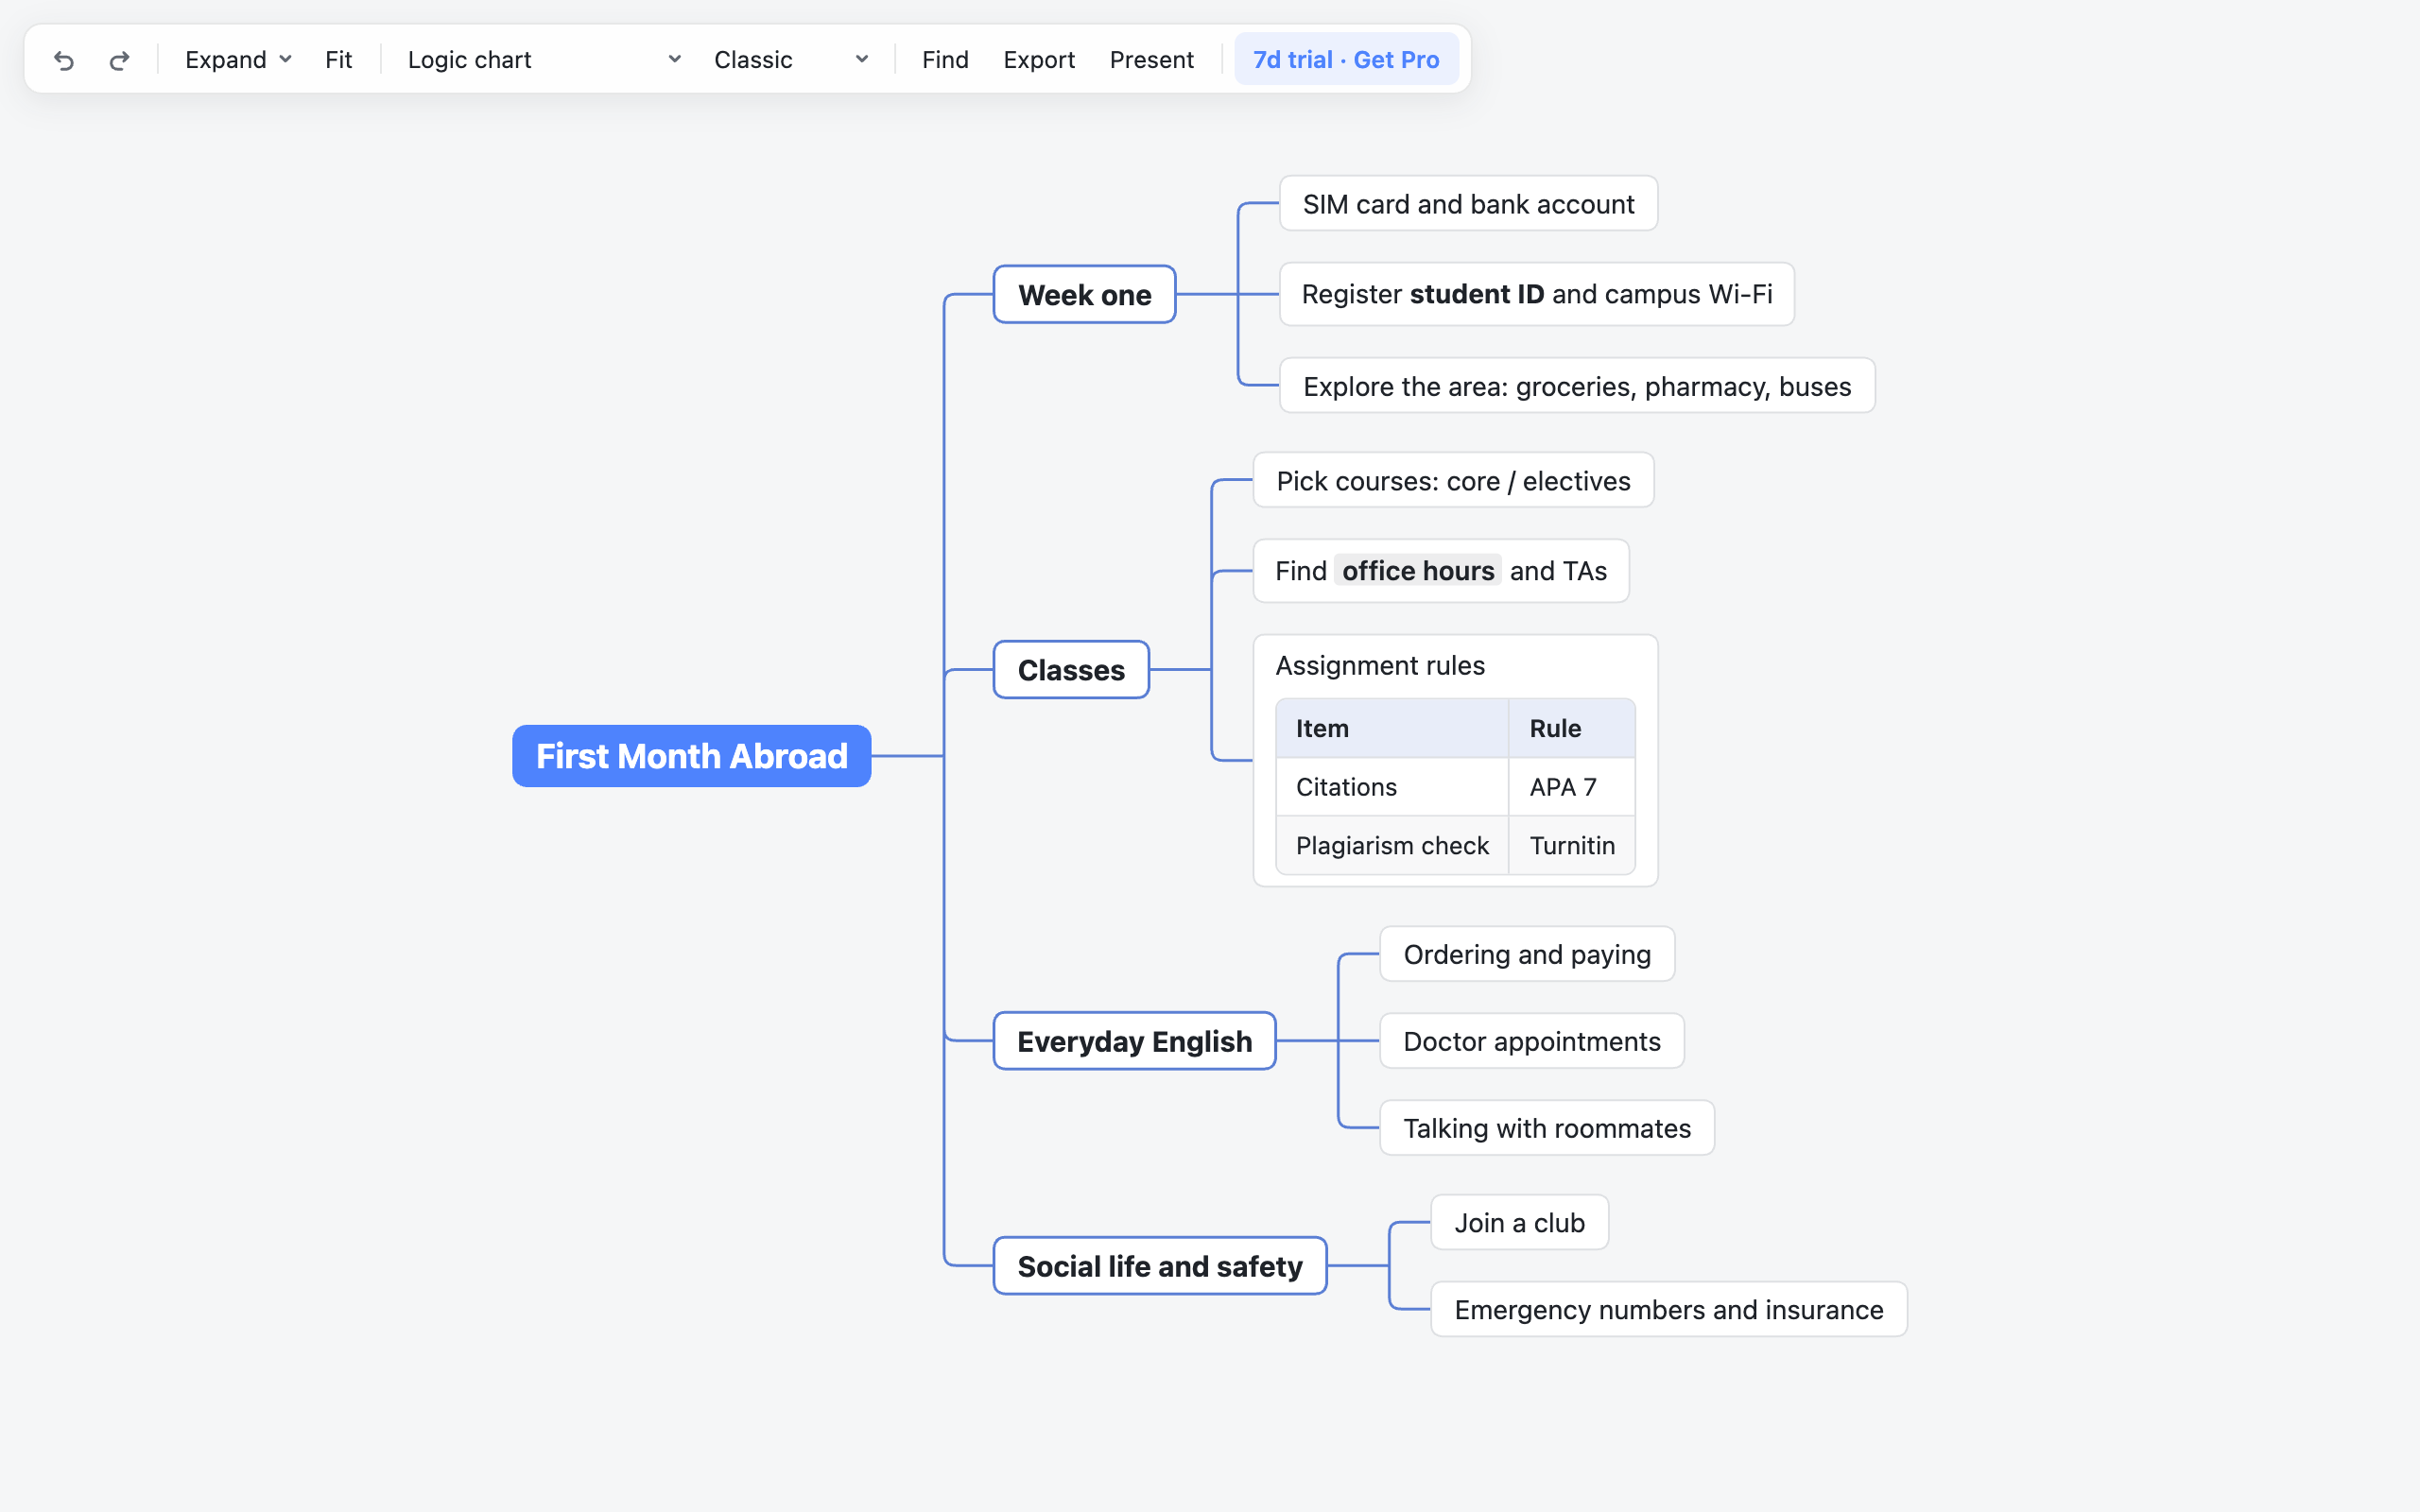 Expand Fit Logic chart Classic Find Export Present 7d trial · Get Pro
First Month Abroad
Week one
SIM card and bank account
Register student ID and campus Wi-Fi
Explore the area: groceries, pharmacy, buses
Classes
Pick courses: core / electives
Find office hours and TAs
Assignment rules
Item Rule
Citations APA 7
Plagiarism check Turnitin
Everyday English
Ordering and paying
Doctor appointments
Talking with roommates
Social life and safety
Join a club
Emergency numbers and insurance